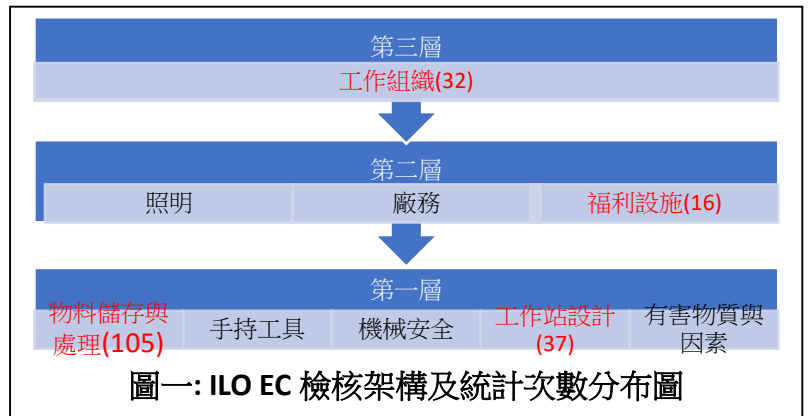 第三層
工作組織(32)
第二層
照明
廠務
福利設施(16)
第一層
物料儲存與
處理(105)
手持工具
機械安全
工作站設計
(37)
有害物質與
因素
圖一: ILO EC 檢核架構及統計次數分布圖